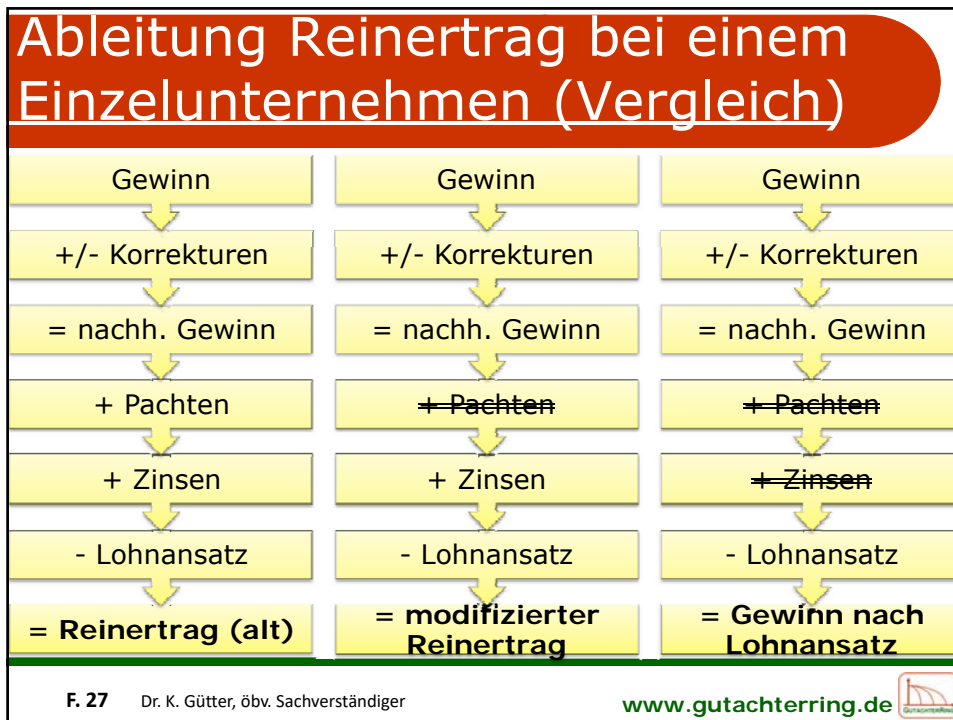 Ableitung Reinertrag bei einem
Einzelunternehmen (Vergleich)
Gewinn
+/- Korrekturen
= nachh. Gewinn
+ Pachten
+ Zinsen
- Lohnansatz
= Reinertrag (alt)
Gewinn
+/- Korrekturen
= nachh. Gewinn
+ Pachten
+ Zinsen
- Lohnansatz
= modifizierter
Reinertrag
Gewinn
+/- Korrekturen
= nachh. Gewinn
+ Pachten
+ Zinsen
- Lohnansatz
= Gewinn nach
Lohnansatz
F. 27 Dr. K. Gütter, öbv. Sachverständiger
www.gutachterring.de
GUTACHTERRING